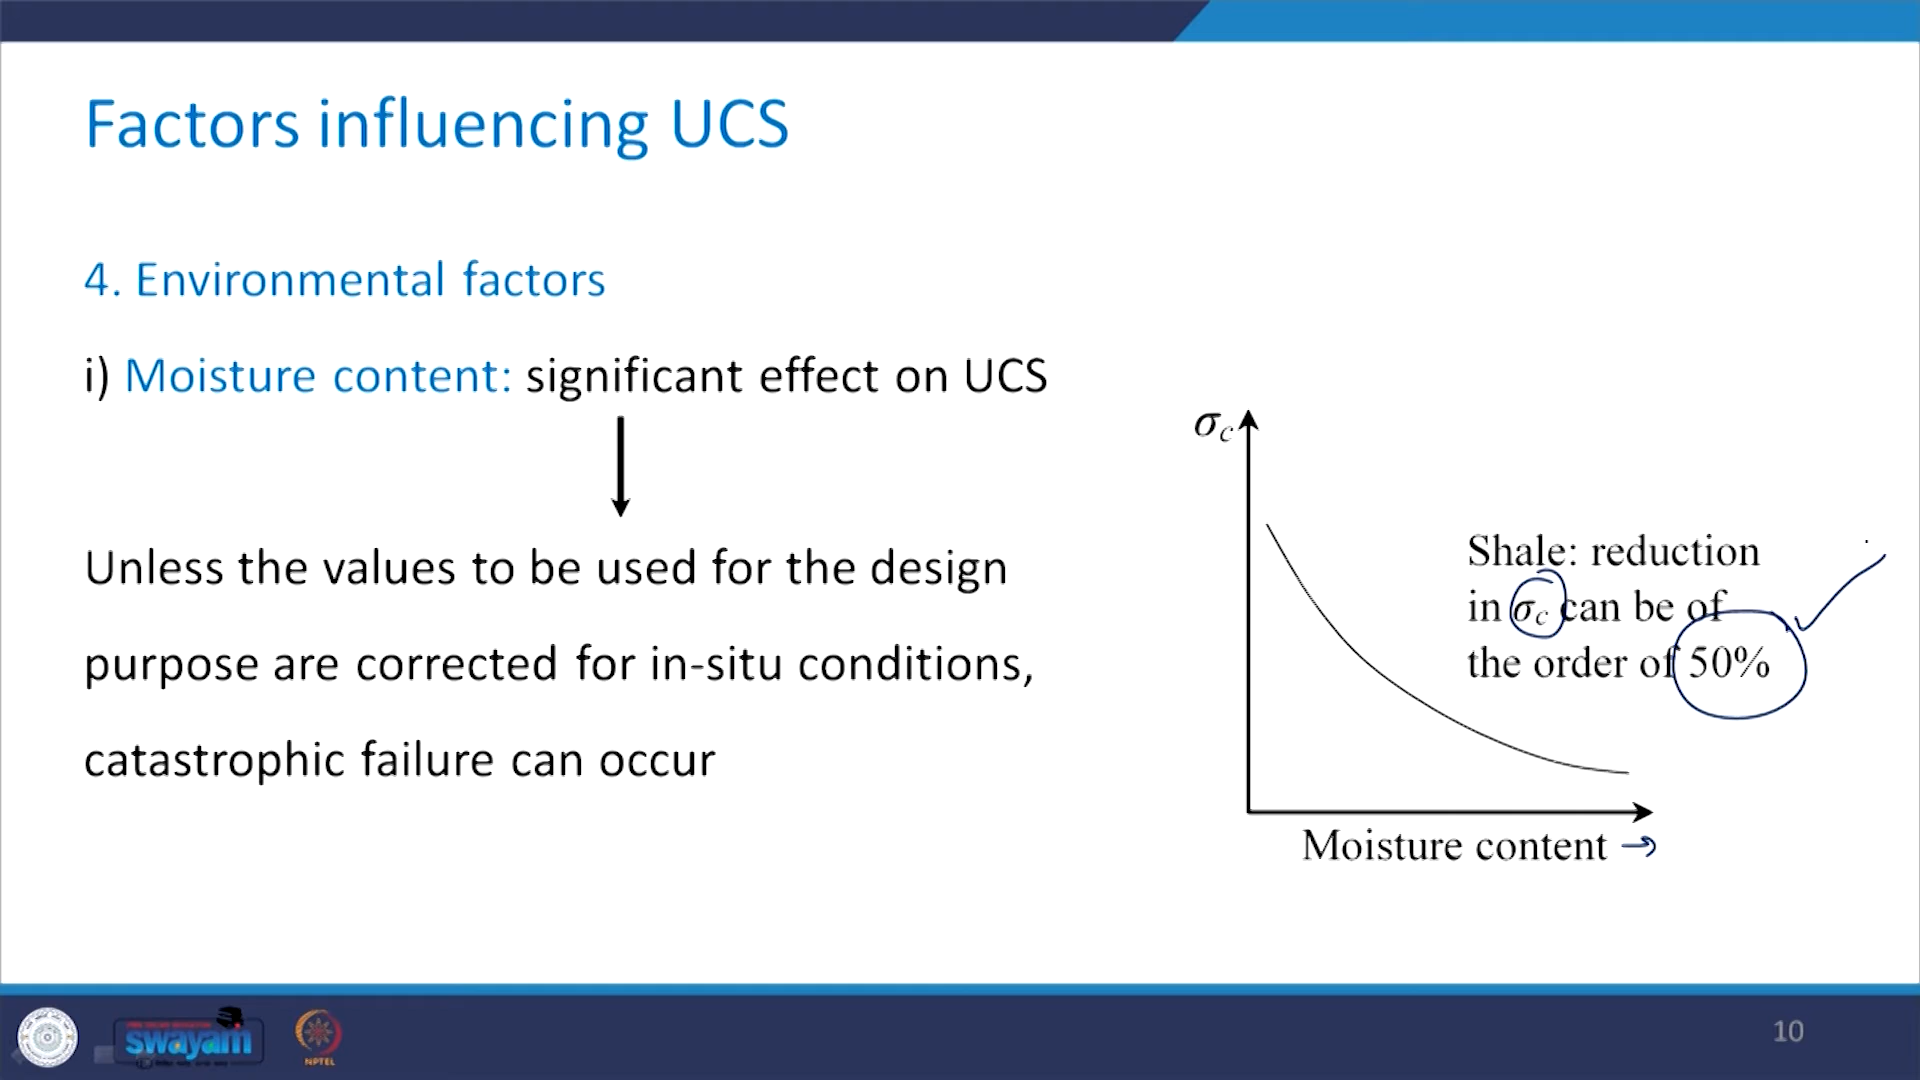 Factors influencing UCS
4. Environmental factors
i) Moisture content: significant effect on UCS
Unless the values to be used for the design
purpose are corrected for in-situ conditions,
catastrophic failure can occur
σc
Shale: reduction
in σc can be of
the order of 50%
Moisture content →
swayam
NPTEL
10